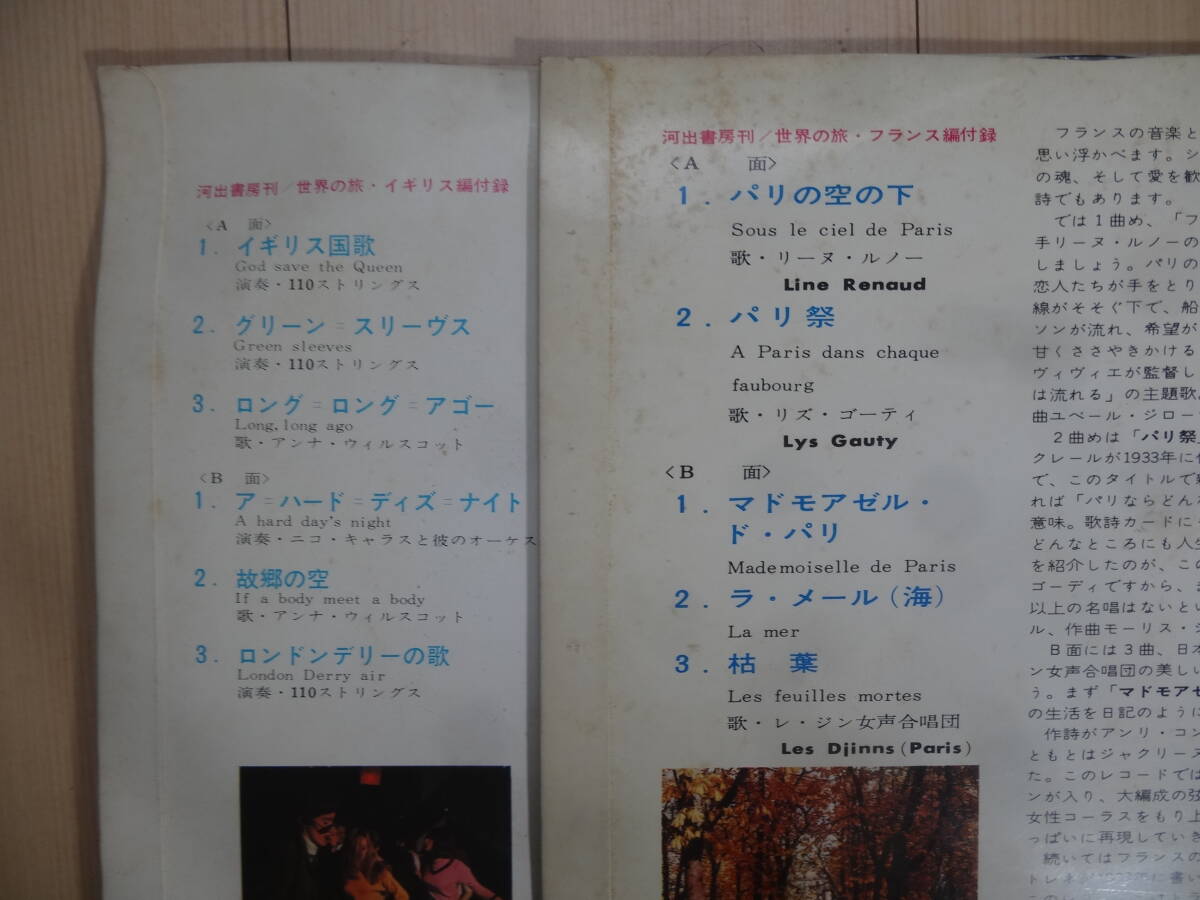 河出書房刊／世界の旅・イギリス編付録
〈A 面〉
1．イギリス国歌
God save the Queen
演奏・110ストリングス
2．グリーン＝スリーヴス
Green sleeves
演奏・110ストリングス
3．ロング＝ロング＝アゴー
Long, long ago
歌・アンナ・ウィルスコット
〈B 面〉
1．ア＝ハード＝ディズ＝ナイト
A hard day's night
演奏・ニコ・キャラスと彼のオーケス
2．故郷の空
If a body meet a body
歌・アンナ・ウィルスコット
3．ロンドンデリーの歌
London Derry air
演奏・110ストリングス
河出書房刊／世界の旅・フランス編付録
〈A 面〉
1．パリの空の下
Sous le ciel de Paris
歌・リーヌ・ルノー
Line Renaud
2．パリ祭
A Paris dans chaque
faubourg
歌・リズ・ゴーティ
Lys Gauty
〈B 面〉
1．マドモアゼル・
ド・パリ
Mademoiselle de Paris
2．ラ・メール（海）
La mer
3．枯葉
Les feuilles mortes
歌・レ・ジン女声合唱団
Les Djinns (Paris)
フランスの音楽と
思い浮かべます。シ
の魂、そして愛を歓
詩でもあります。
では1曲め、「フ
手リーヌ・ルノーの
しましょう。パリの
恋人たちが手をとり
線がそそぐ下で、船
ソンが流れ、希望が
甘くささやきかける
ヴィヴィエが監督し
は流れる」の主題歌
曲ユベール・ジロー
2曲めは「パリ祭」
クレールが1933年に
で、このタイトルで
れば「パリならどん
意味。歌詩カードに
どんなところにも人
を紹介したのが、こ
ゴーディですから、
以上の名唱はないとい
ル、作曲モーリス・
B面には3曲、日本
ン女声合唱団の美し
う。まず「マドモアゼ
の生活を日記のように
作詩がアンリ・コン
ともとはジャクリーヌ
た。このレコードでは
ンが入り、大編成の弦
女性コーラスをもり上
っぱいに再現していき
続いてはフランスの
トレネが